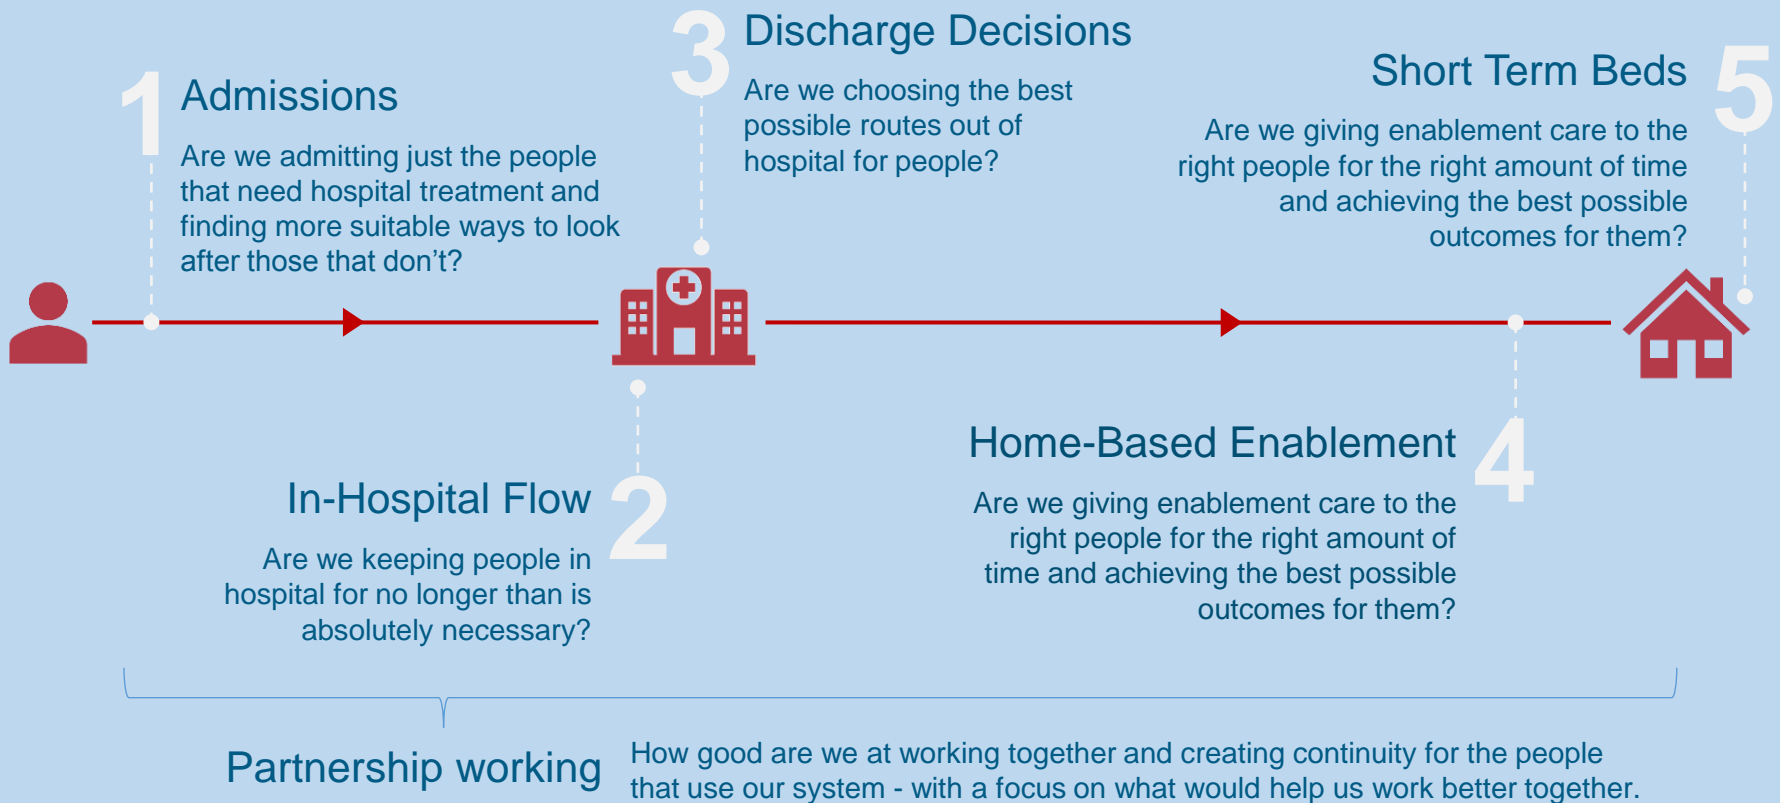 1
Admissions
Are we admitting just the people
that need hospital treatment and
finding more suitable ways to look
after those that don't?
2
In-Hospital Flow
Are we keeping people in
hospital for no longer than is
absolutely necessary?
3
Discharge Decisions
Are we choosing the best
possible routes out of
hospital for people?
4
Home-Based Enablement
Are we giving enablement care to the
right people for the right amount of
time and achieving the best possible
outcomes for them?
5
Short Term Beds
Are we giving enablement care to the
right people for the right amount of time
and achieving the best possible
outcomes for them?
Partnership working
How good are we at working together and creating continuity for the people
that use our system - with a focus on what would help us work better together.